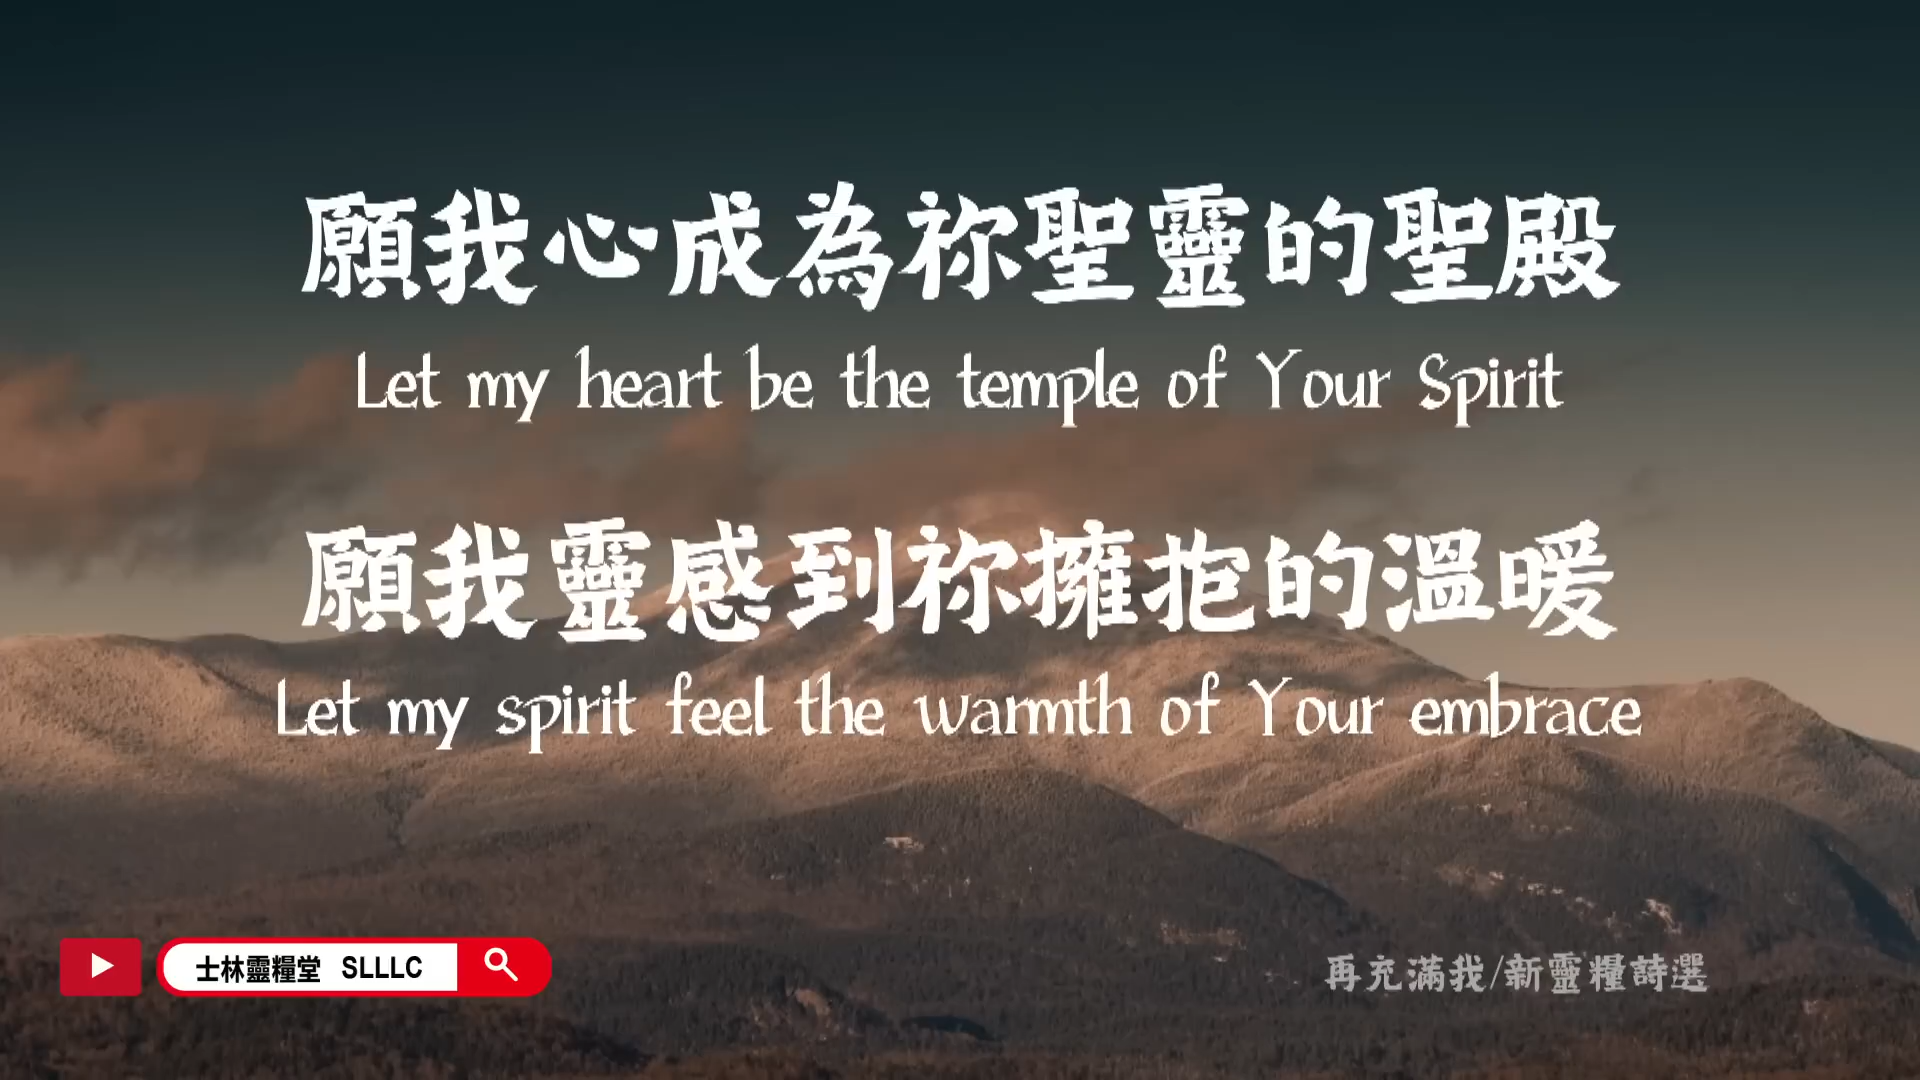 願我心成為祢聖靈的聖殿
Let my heart be the temple of Your Spirit
願我靈感到祢擁抱的溫暖
Let my spirit feel the warmth of Your embrace
士林靈糧堂 SLLLC
再充滿我/新靈糧詩選